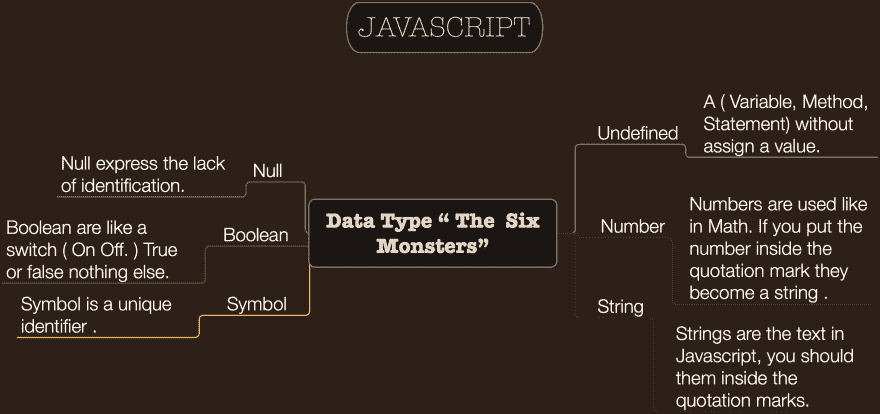 JAVASCRIPT
Data Type “ The  Six
Monsters”
Null
Null express the lack
of identification.
Boolean
Boolean are like a
switch ( On Off. ) True
or false nothing else.
Symbol
Symbol is a unique
identifier .
Undefined
A ( Variable, Method,
Statement) without
assign a value.
Number
Numbers are used like
in Math. If you put the
number inside the
quotation mark they
become a string .
String
Strings are the text in
Javascript, you should
them inside the
quotation marks.